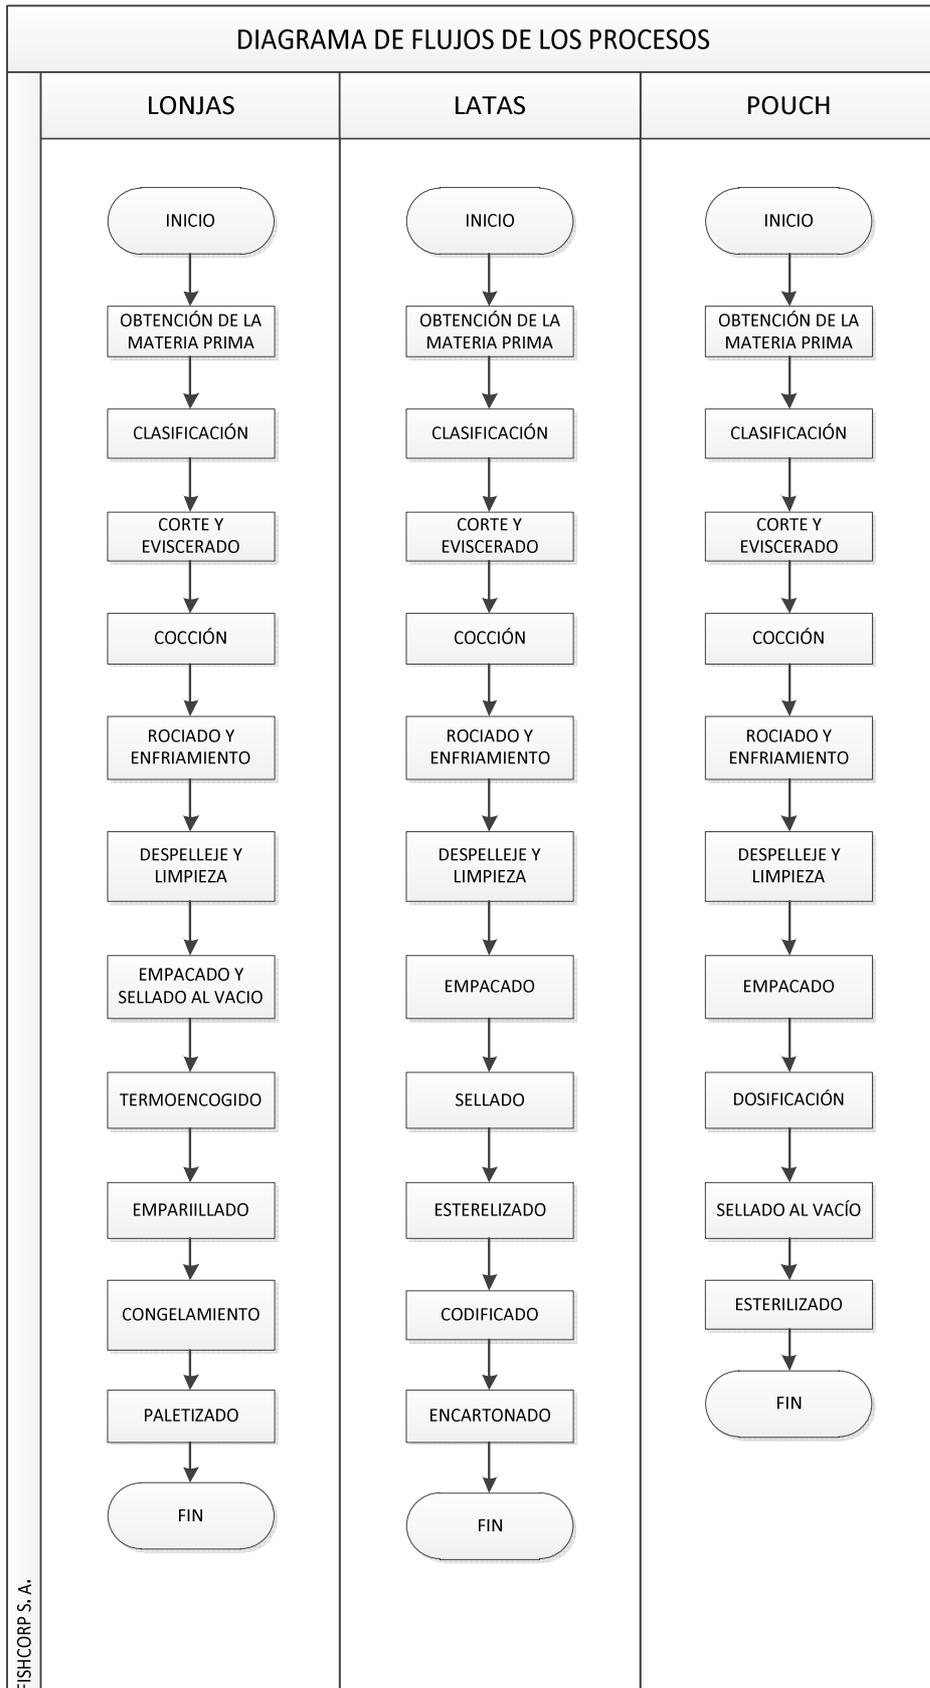 DIAGRAMA DE FLUJOS DE LOS PROCESOS
LONJAS
INICIO
OBTENCIÓN DE LA
MATERIA PRIMA
CLASIFICACIÓN
CORTE Y
EVISCERADO
COCCIÓN
ROCIADO Y
ENFRIAMIENTO
DESPELLEJE Y
LIMPIEZA
EMPACADO Y
SELLADO AL VACIO
TERMOENCOGIDO
EMPARIILLADO
CONGELAMIENTO
PALETIZADO
FIN
LATAS
INICIO
OBTENCIÓN DE LA
MATERIA PRIMA
CLASIFICACIÓN
CORTE Y
EVISCERADO
COCCIÓN
ROCIADO Y
ENFRIAMIENTO
DESPELLEJE Y
LIMPIEZA
EMPACADO
SELLADO
ESTERELIZADO
CODIFICADO
ENCARTONADO
FIN
POUCH
INICIO
OBTENCIÓN DE LA
MATERIA PRIMA
CLASIFICACIÓN
CORTE Y
EVISCERADO
COCCIÓN
ROCIADO Y
ENFRIAMIENTO
DESPELLEJE Y
LIMPIEZA
EMPACADO
DOSIFICACIÓN
SELLADO AL VACÍO
ESTERILIZADO
FIN
FISHCORP S. A.